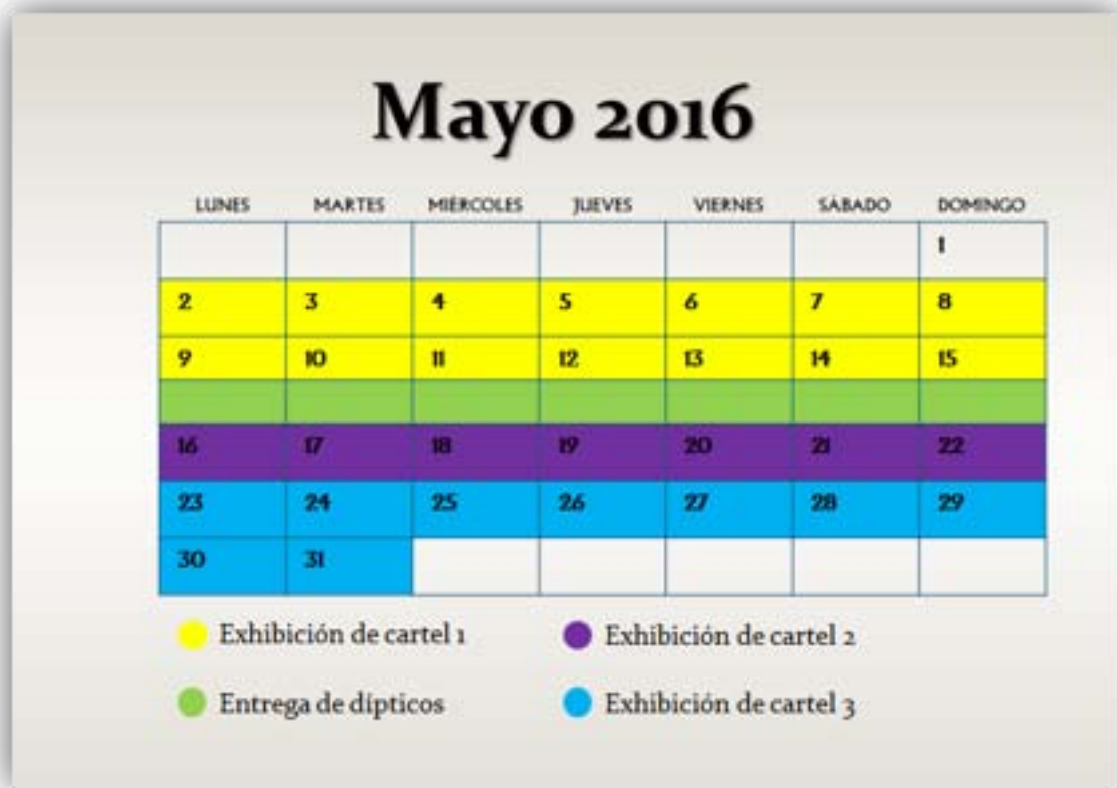 Mayo 2016
LUNES MARTES MIÉRCOLES JUEVES VIERNES SÁBADO DOMINGO
1
2 3 4 5 6 7 8
9 10 11 12 13 14 15
16 17 18 19 20 21 22
23 24 25 26 27 28 29
30 31
Exhibición de cartel 1 Exhibición de cartel 2
Entrega de dípticos Exhibición de cartel 3